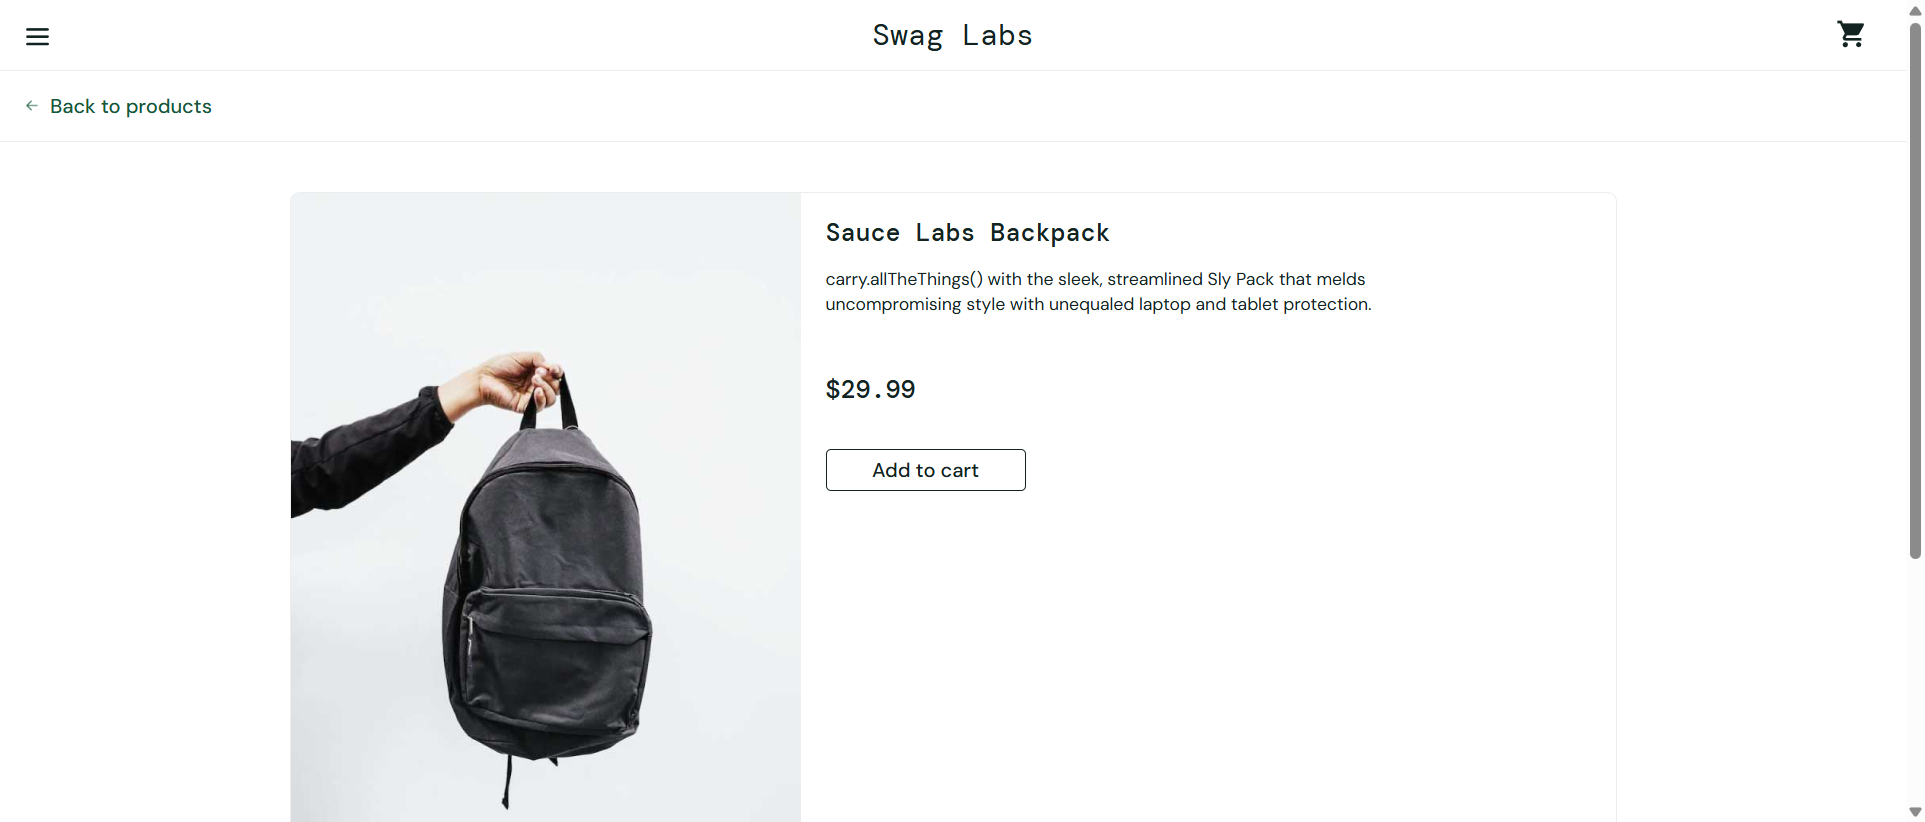 Swag Labs
Back to products
Sauce Labs Backpack
carry.allTheThings() with the sleek, streamlined Sly Pack that melds
uncompromising style with unequaled laptop and tablet protection.
$29.99
Add to cart